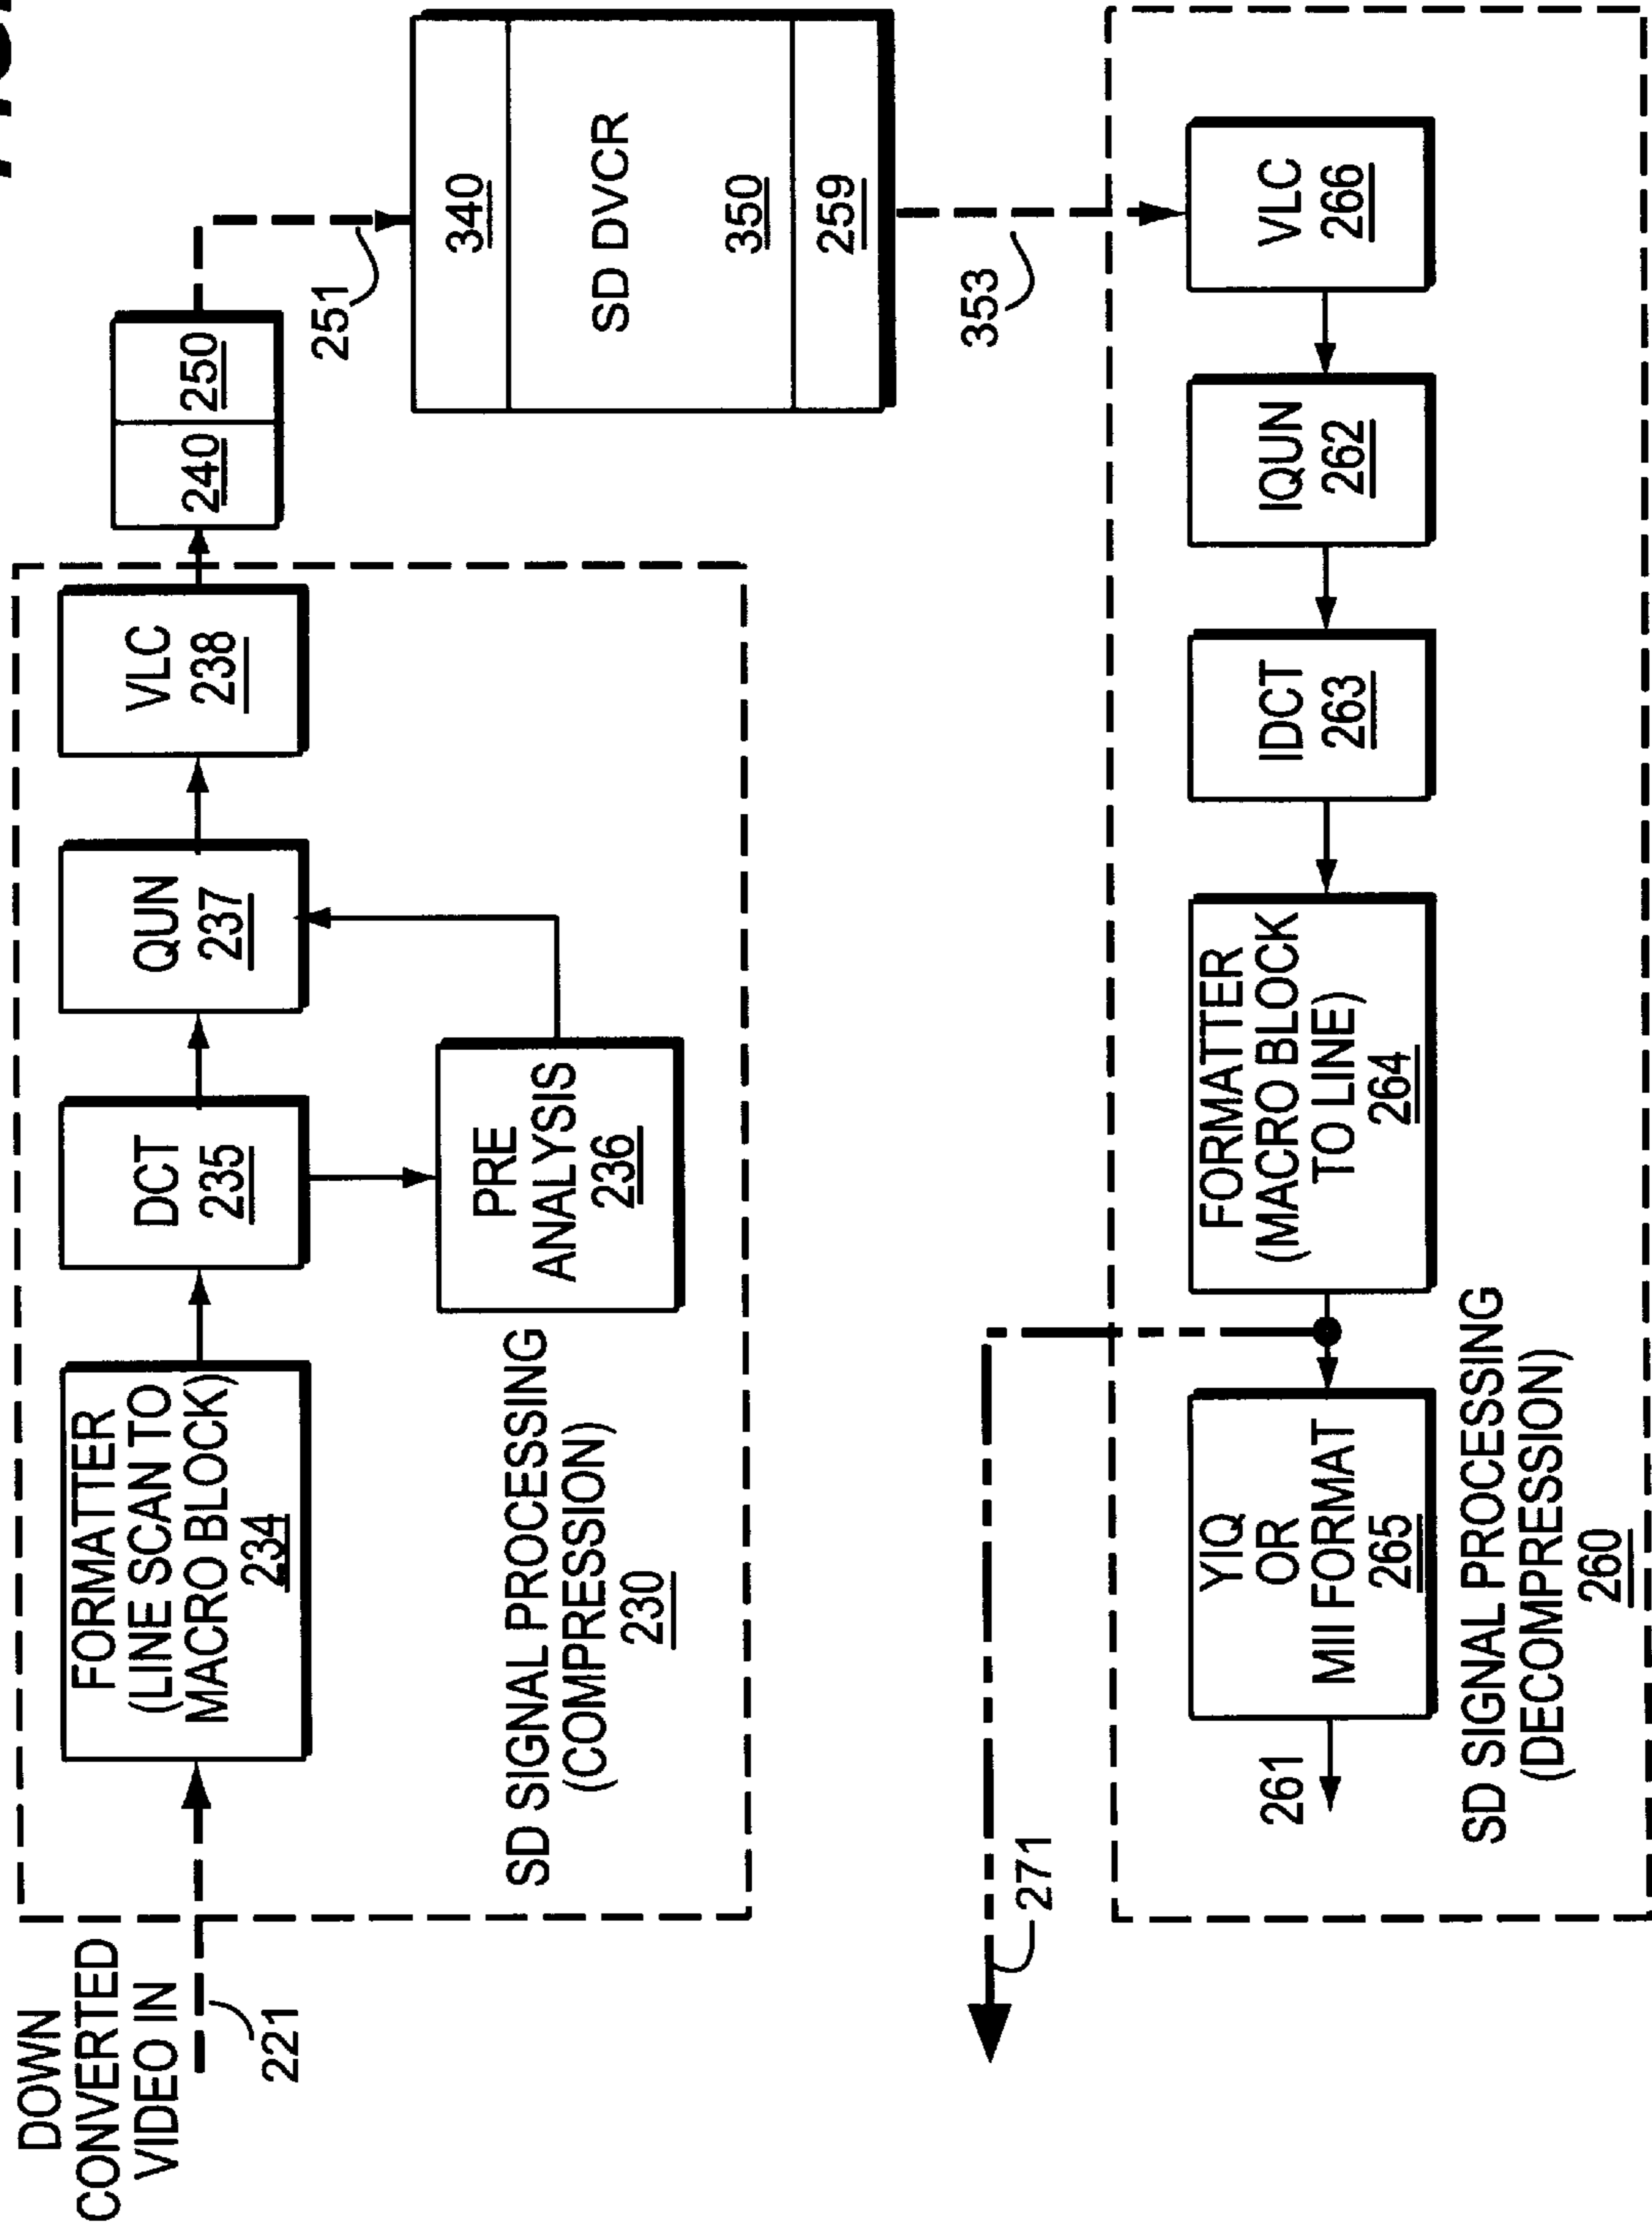 DOWN
CONVERTED
VIDEO IN
221
FORMATTER
(LINE SCAN TO
MACRO BLOCK)
234
DCT
235
QUN
237
VLC
238
PRE
ANALYSIS
236
SD SIGNAL PROCESSING
(COMPRESSION)
230
240
250
251
340
SD DVCR
350
259
353
VLC
266
IQUN
262
IDCT
263
FORMATTER
(MACRO BLOCK
TO LINE)
264
271
YIQ
OR
MII FORMAT
265
261
SD SIGNAL PROCESSING
(DECOMPRESSION)
260